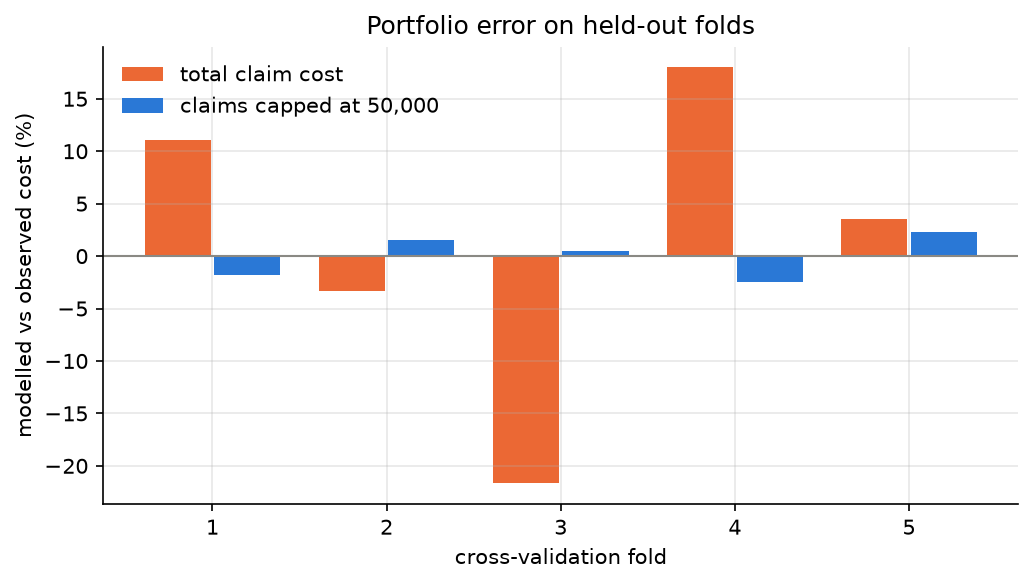 Portfolio error on held-out folds
total claim cost
claims capped at 50,000
modelled vs observed cost (%)
15
10
5
0
−5
−10
−15
−20
1 2 3 4 5
cross-validation fold